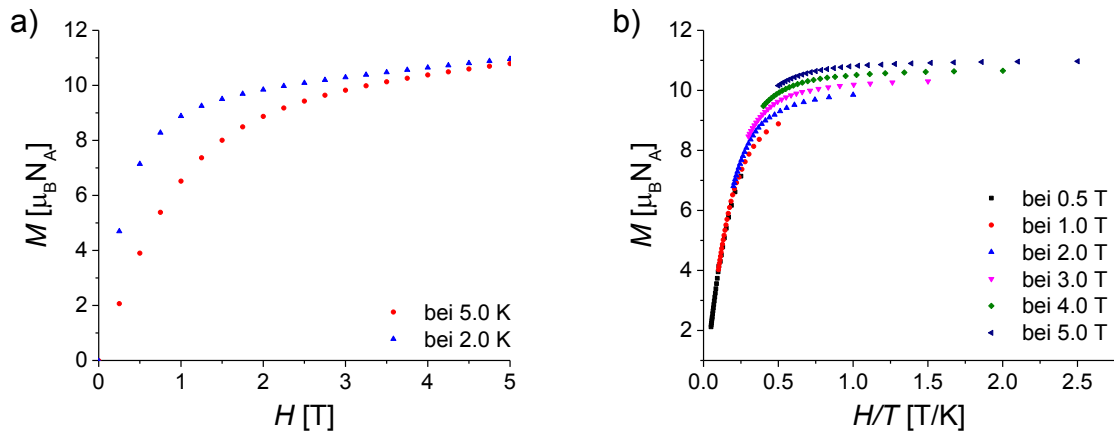 a)
12
10
8
6
4
2
0
M [μ_BN_A]
0 1 2 3 4 5
H [T]
bei 5.0 K
bei 2.0 K
b)
12
10
8
6
4
2
M [μ_BN_A]
0.0 0.5 1.0 1.5 2.0 2.5
H/T [T/K]
bei 0.5 T
bei 1.0 T
bei 2.0 T
bei 3.0 T
bei 4.0 T
bei 5.0 T